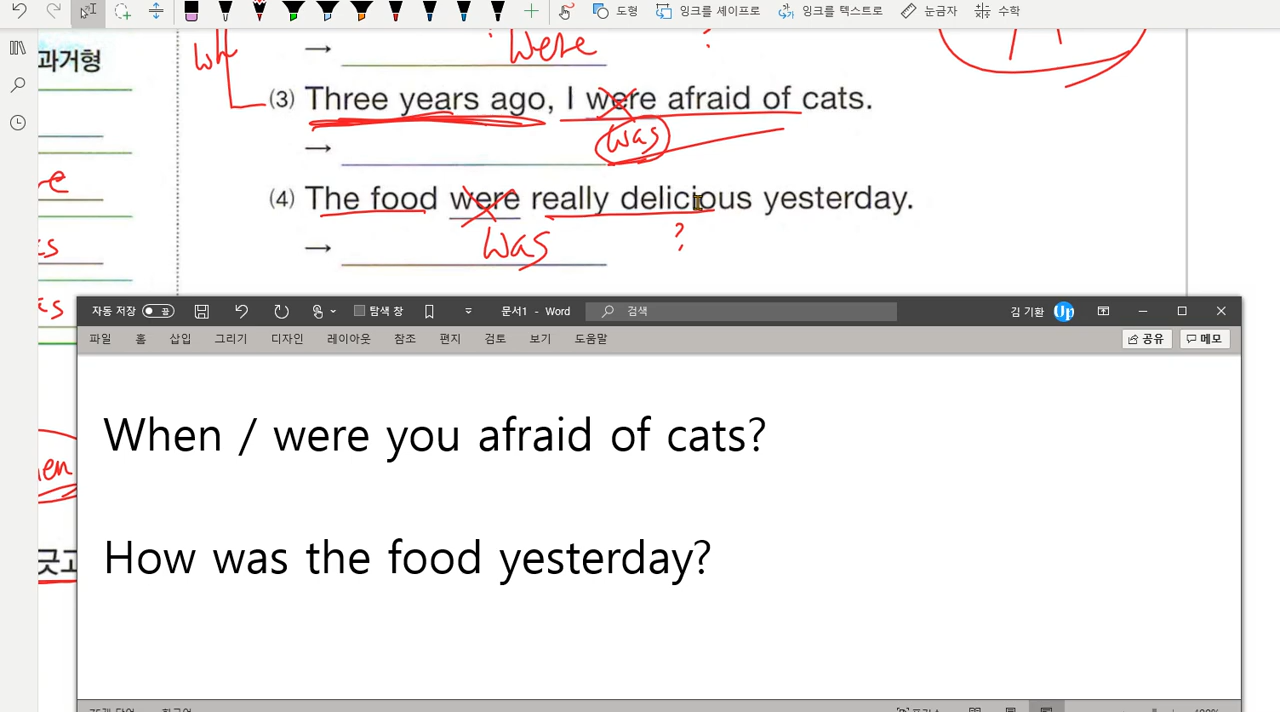 도형 잉크를 셰이프로 잉크를 텍스트로 눈금자 수학
과거형
→ were ?
(3) Three years ago, I were afraid of cats.
→ was
(4) The food were really delicious yesterday.
→ was ?
자동 저장 탐색 창 문서1 - Word 검색 김 기환 Up
파일 홈 삽입 그리기 디자인 레이아웃 참조 편지 검토 보기 도움말 공유 메모
When / were you afraid of cats?
How was the food yesterday?